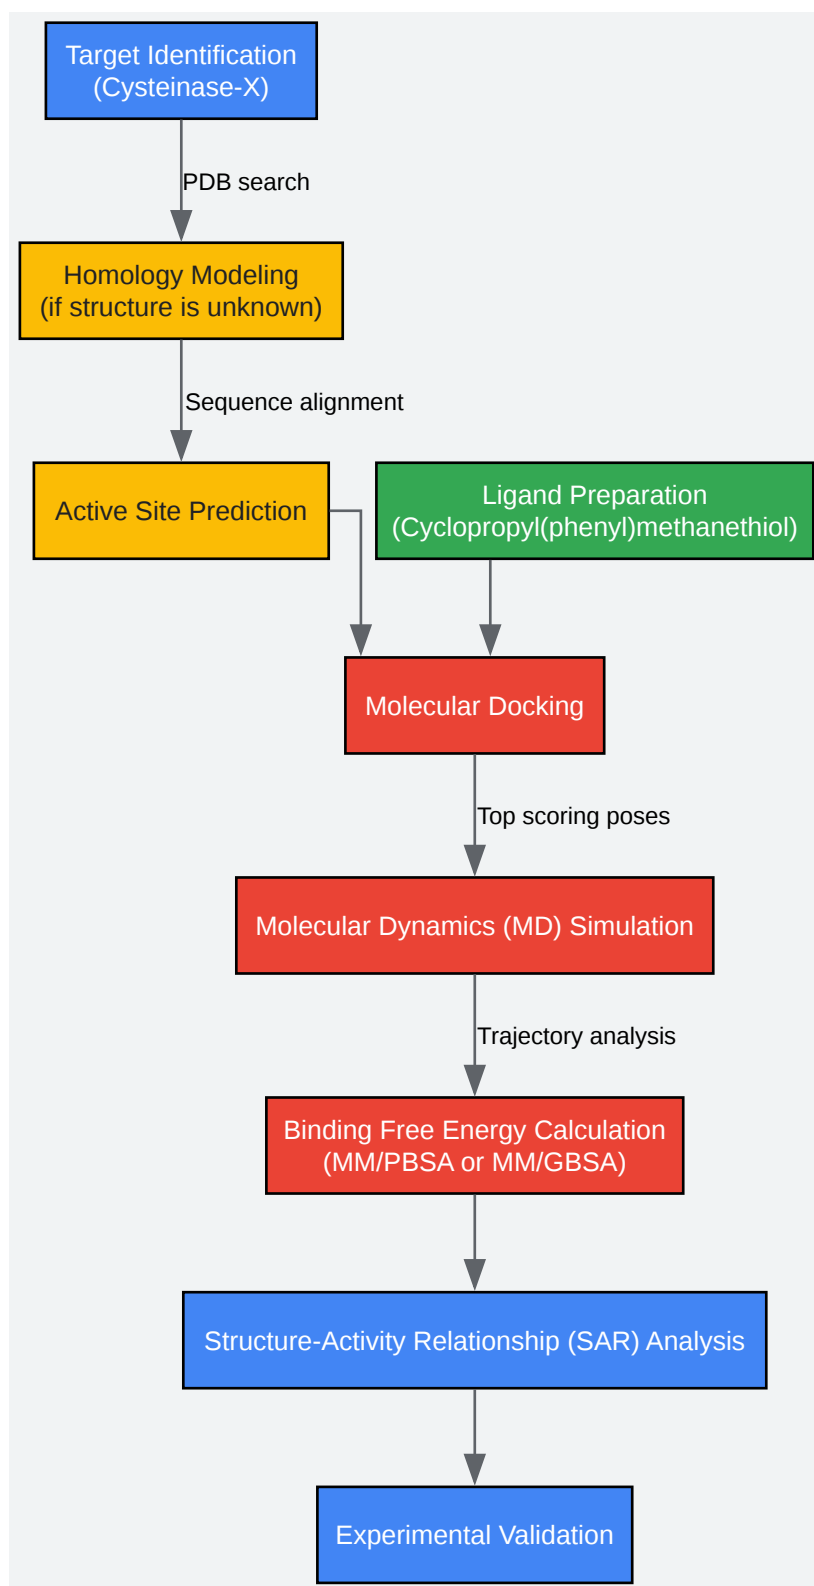 Target Identification
(Cysteinase-X)
PDB search
Homology Modeling
(if structure is unknown)
Sequence alignment
Active Site Prediction
Ligand Preparation
(Cyclopropyl(phenyl)methanethiol)
Molecular Docking
Top scoring poses
Molecular Dynamics (MD) Simulation
Trajectory analysis
Binding Free Energy Calculation
(MM/PBSA or MM/GBSA)
Structure-Activity Relationship (SAR) Analysis
Experimental Validation